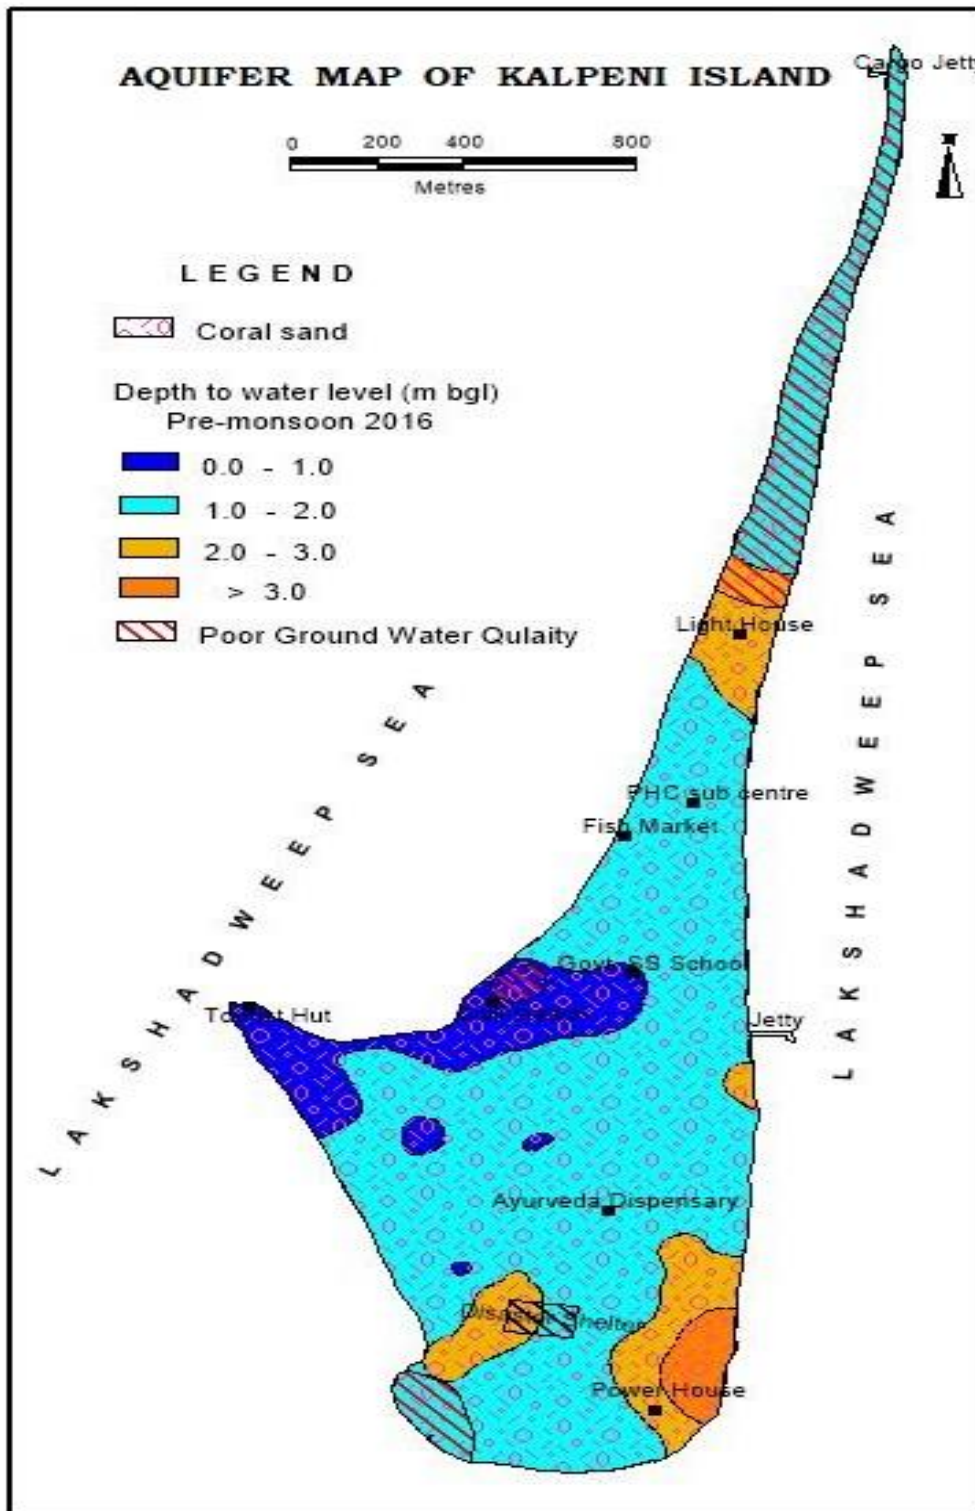 AQUIFER MAP OF KALPENI ISLAND
Cargo Jetty
0 200 400 800
Metres
LEGEND
Coral sand
Depth to water level (m bgl)
Pre-monsoon 2016
0.0 - 1.0
1.0 - 2.0
2.0 - 3.0
> 3.0
Poor Ground Water Qulaity
Light House
LAKSHADWEEP SEA
LAKSHADWEEP SEA
PHC sub centre
Fish Market
Govt. SS School
Tourist Hut
Jetty
Ayurveda Dispensary
Disaster Shelter
Power House